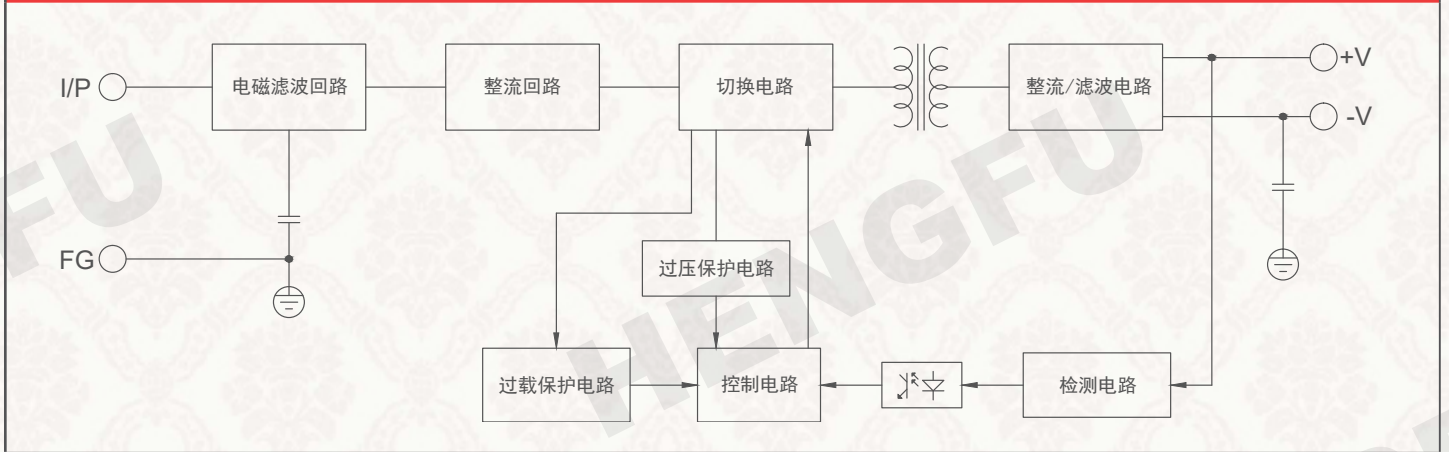 I/P
电磁滤波回路
整流回路
切换电路
整流/滤波电路
+V
-V
FG
过压保护电路
过载保护电路
控制电路
检测电路
HENGFU
FU